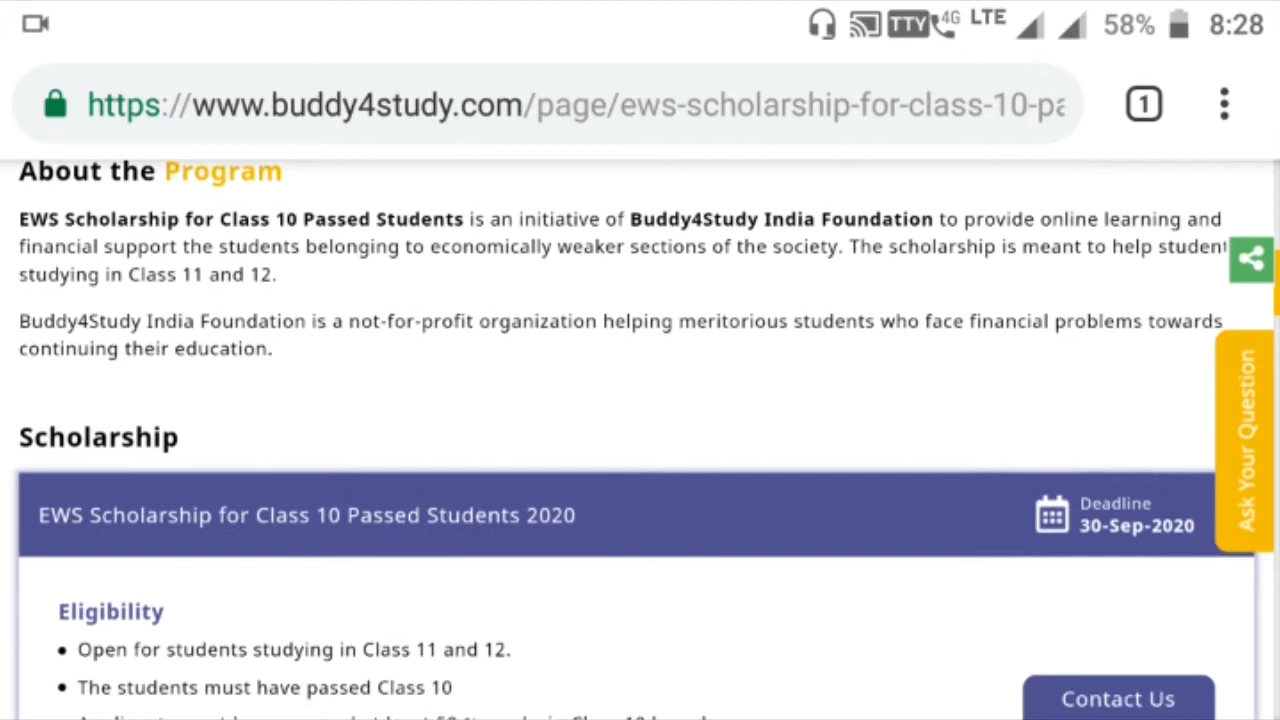 TTY 4G LTE 58% 8:28
https://www.buddy4study.com/page/ews-scholarship-for-class-10-pa
1
About the Program
EWS Scholarship for Class 10 Passed Students is an initiative of Buddy4Study India Foundation to provide online learning and
financial support the students belonging to economically weaker sections of the society. The scholarship is meant to help student
studying in Class 11 and 12.
Buddy4Study India Foundation is a not-for-profit organization helping meritorious students who face financial problems towards
continuing their education.
Ask Your Question
Scholarship
EWS Scholarship for Class 10 Passed Students 2020
Deadline
30-Sep-2020
Eligibility
• Open for students studying in Class 11 and 12.
• The students must have passed Class 10
Contact Us